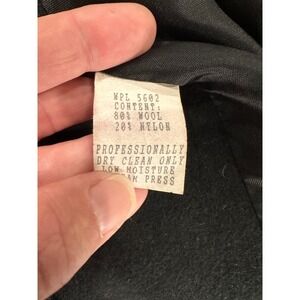 WPL 5602
CONTENT:
80% WOOL
20% NYLON
PROFESSIONALLY
DRY CLEAN ONLY
LOW MOISTURE
PRESS